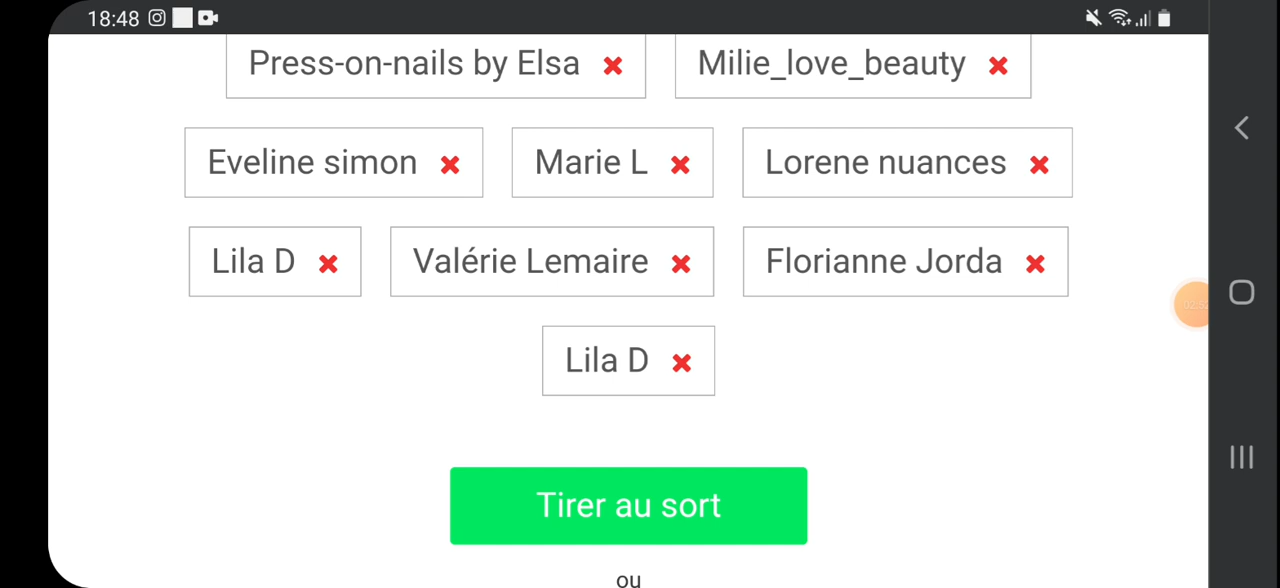 18:48
Press-on-nails by Elsa Milie_love_beauty
Eveline simon Marie L Lorene nuances
Lila D Valérie Lemaire Florianne Jorda
Lila D
Tirer au sort
ou